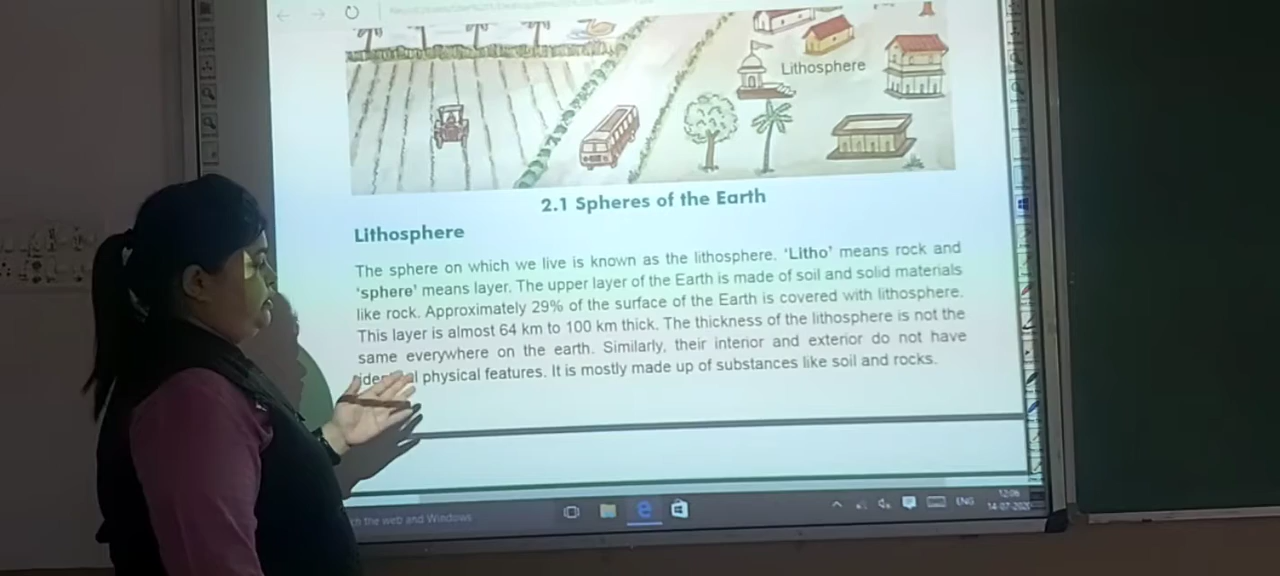 Lithosphere
2.1 Spheres of the Earth
Lithosphere
The sphere on which we live is known as the lithosphere. ‘Litho’ means rock and
‘sphere’ means layer. The upper layer of the Earth is made of soil and solid materials
like rock. Approximately 29% of the surface of the Earth is covered with lithosphere.
This layer is almost 64 km to 100 km thick. The thickness of the lithosphere is not the
same everywhere on the earth. Similarly, their interior and exterior do not have
physical features. It is mostly made up of substances like soil and rocks.
the web and Windows
ENG
12:06